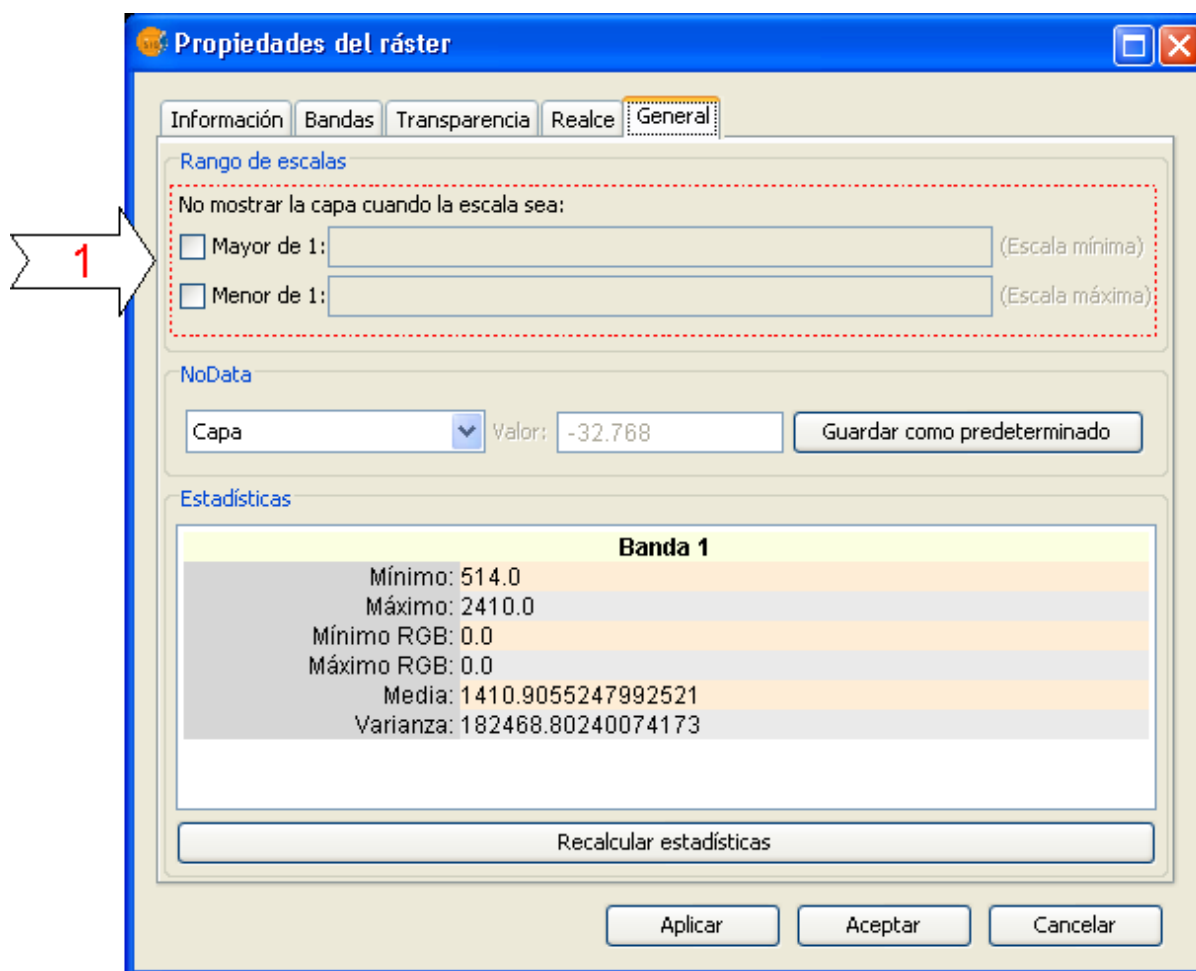 Propiedades del ráster
Información Bandas Transparencia Realce General
Rango de escalas
No mostrar la capa cuando la escala sea:
1
Mayor de 1: (Escala mínima)
Menor de 1: (Escala máxima)
NoData
Capa Valor: -32.768 Guardar como predeterminado
Estadísticas
Banda 1
Mínimo: 514.0
Máximo: 2410.0
Mínimo RGB: 0.0
Máximo RGB: 0.0
Media: 1410.9055247992521
Varianza: 182468.80240074173
Recalcular estadísticas
Aplicar Aceptar Cancelar